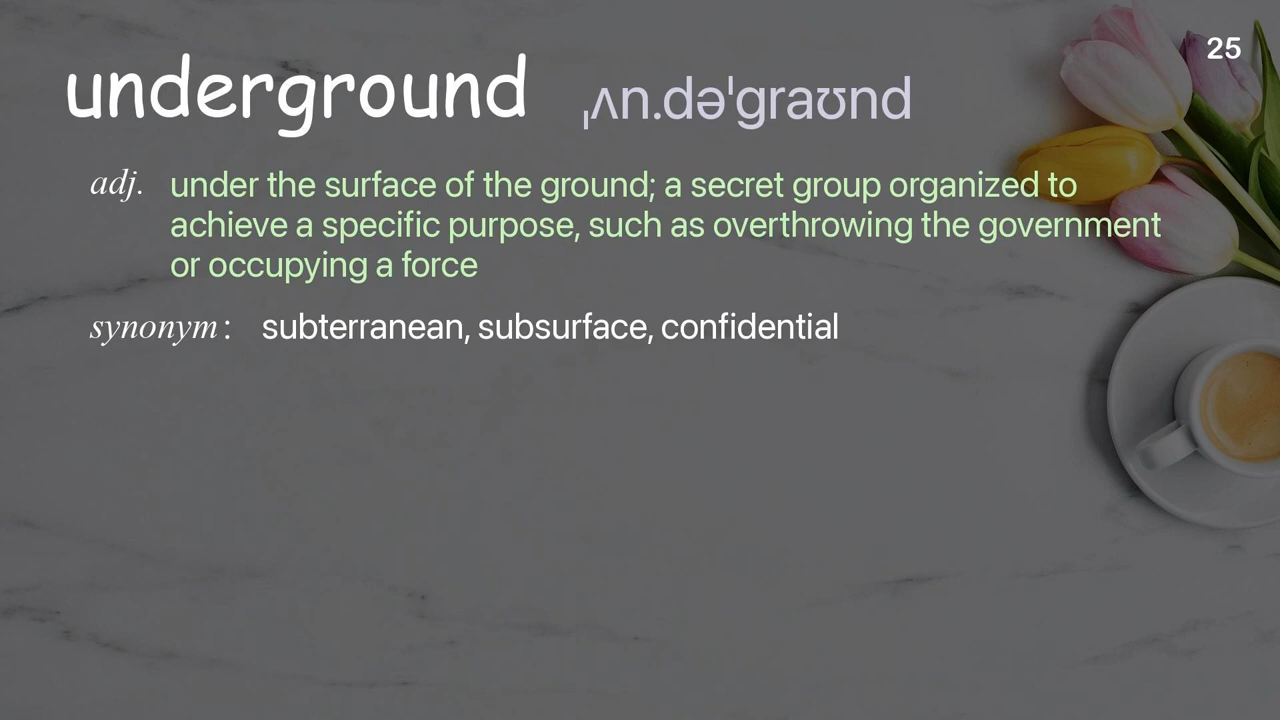 25
underground ˌʌn.dəˈɡraʊnd
adj. under the surface of the ground; a secret group organized to
achieve a specific purpose, such as overthrowing the government
or occupying a force
synonym: subterranean, subsurface, confidential